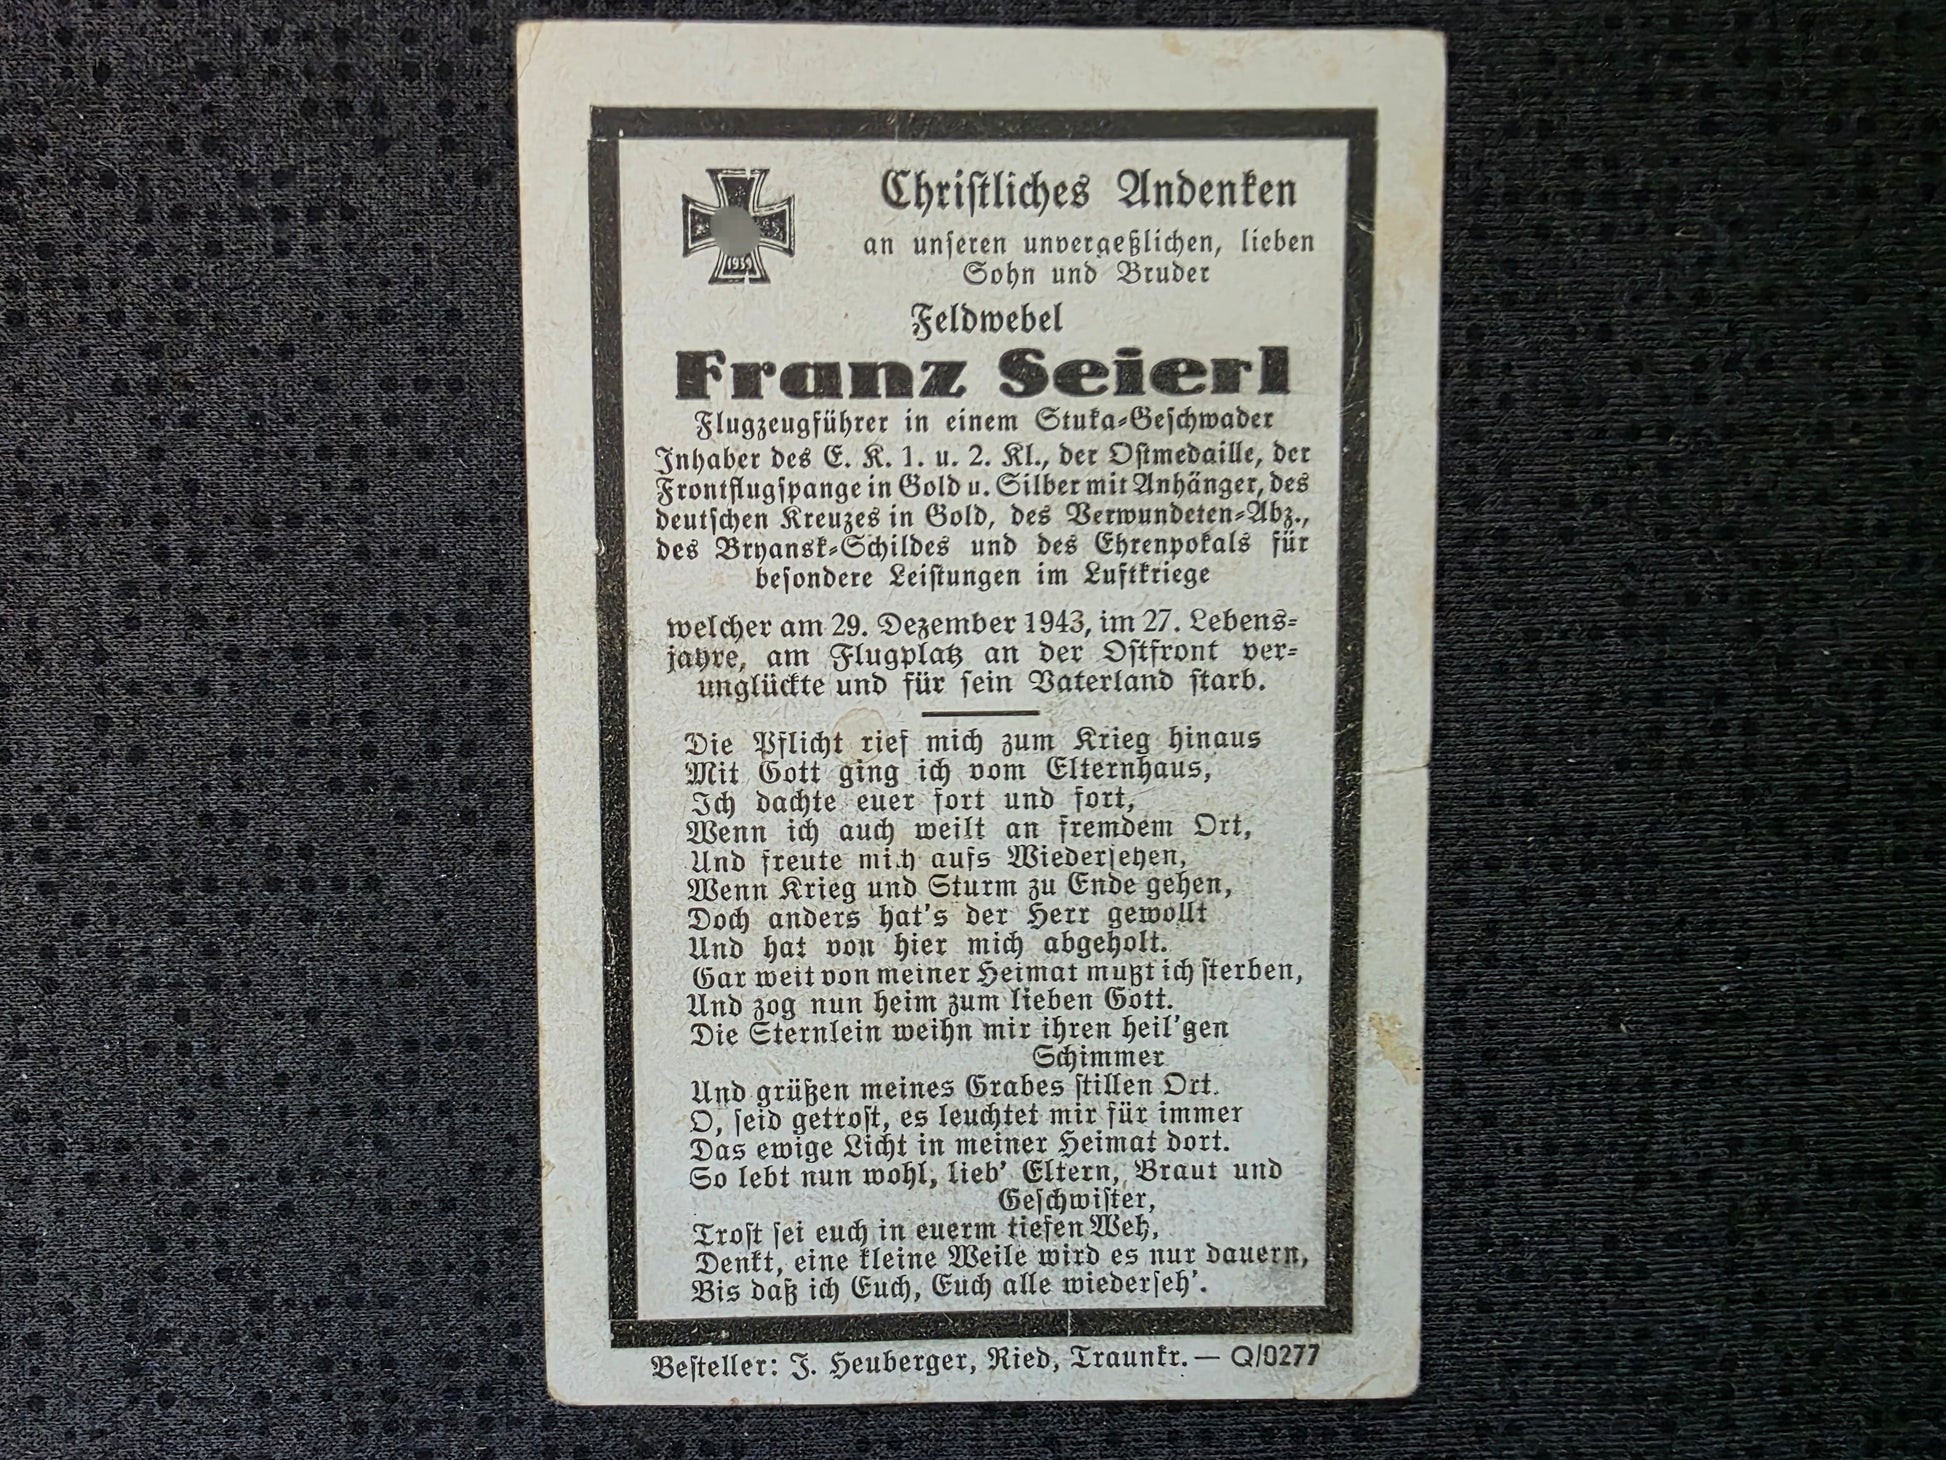 1939
Christliches Andenken
an unseren unvergeßlichen, lieben
Sohn und Bruder
Feldwebel
Franz Seierl
Flugzeugführer in einem Stuka-Geschwader
Inhaber des E. K. 1. u. 2. Kl., der Ostmedaille, der
Frontflugspange in Gold u. Silber mit Anhänger, des
deutschen Kreuzes in Gold, des Verwundeten-Abz.,
des Bryansk-Schildes und des Ehrenpokals für
besondere Leistungen im Luftkriege
welcher am 29. Dezember 1943, im 27. Lebens-
jahre, am Flugplatz an der Ostfront ver-
unglückte und für sein Vaterland starb.
Die Pflicht rief mich zum Krieg hinaus
Mit Gott ging ich vom Elternhaus,
Ich dachte euer fort und fort,
Wenn ich auch weilt an fremdem Ort,
Und freute mich aufs Wiedersehen,
Wenn Krieg und Sturm zu Ende gehen,
Doch anders hat's der Herr gewollt
Und hat von hier mich abgeholt.
Gar weit von meiner Heimat mußt ich sterben,
Und zog nun heim zum lieben Gott.
Die Sternlein weihn mir ihren heil'gen
Schimmer
Und grüßen meines Grabes stillen Ort.
O, seid getrost, es leuchtet mir für immer
Das ewige Licht in meiner Heimat dort.
So lebt nun wohl, lieb' Eltern, Braut und
Geschwister,
Trost sei euch in euerm tiefen Weh,
Denkt, eine kleine Weile wird es nur dauern,
Bis daß ich Euch, Euch alle wiederseh'.
Besteller: J. Heuberger, Ried, Traunkr. — Q/0277